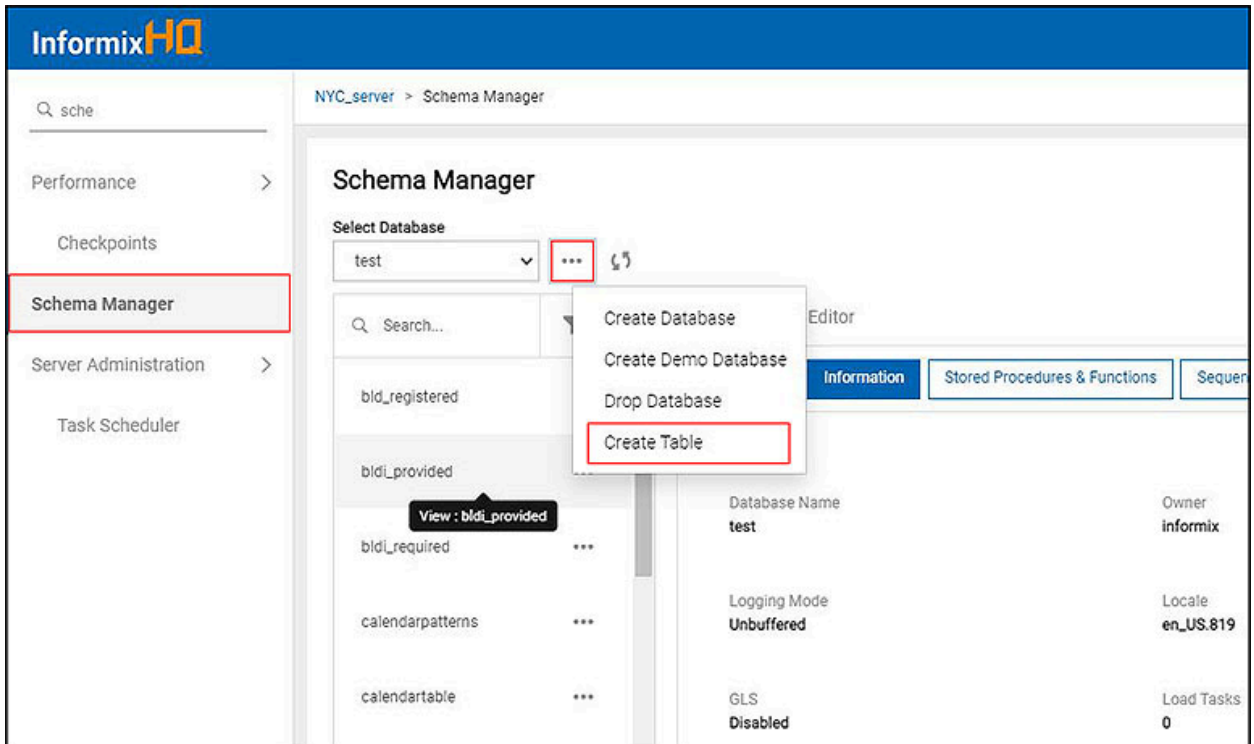 InformixHQ
sche
NYC_server > Schema Manager
Performance
Checkpoints
Schema Manager
Server Administration
Task Scheduler
Schema Manager
Select Database
test
Search...
Create Database
Create Demo Database
Drop Database
Create Table
Editor
Information
Stored Procedures & Functions
bld_registered
bldi_provided
View : bldi_provided
bldi_required
calendarpatterns
calendartable
Database Name
test
Owner
informix
Logging Mode
Unbuffered
Locale
en_US.819
GLS
Disabled
Load Tasks
0